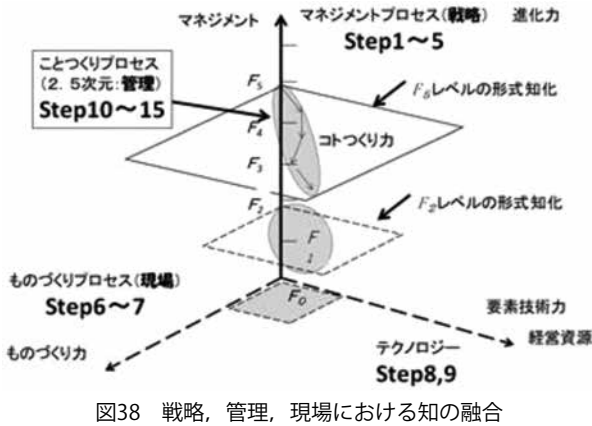 マネジメント
マネジメントプロセス(戦略)　進化力
Step1～5
ことつくりプロセス
(2．5次元:管理)
Step10～15
F5
F5レベルの形式知化
F4
コトつくり力
F3
F2
F2レベルの形式知化
F
1
ものづくりプロセス(現場)
Step6～7
F0
要素技術力
経営資源
ものづくり力
テクノロジー
Step8,9
図38　戦略，管理，現場における知の融合